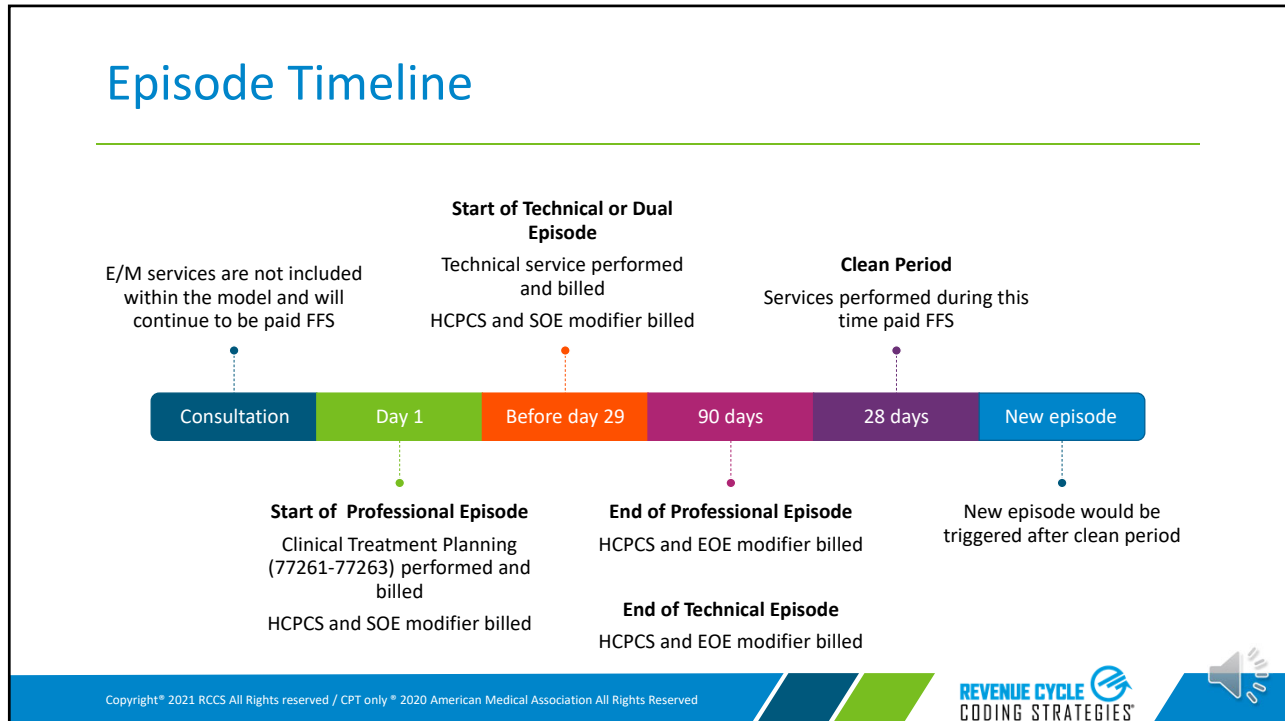 Episode Timeline
E/M services are not included
within the model and will
continue to be paid FFS
Start of Technical or Dual
Episode
Technical service performed
and billed
HCPCS and SOE modifier billed
Clean Period
Services performed during this
time paid FFS
Consultation
Day 1
Before day 29
90 days
28 days
New episode
Start of  Professional Episode
Clinical Treatment Planning
(77261-77263) performed and
billed
HCPCS and SOE modifier billed
End of Professional Episode
HCPCS and EOE modifier billed
End of Technical Episode
HCPCS and EOE modifier billed
New episode would be
triggered after clean period
Copyright® 2021 RCCS All Rights reserved / CPT only ® 2020 American Medical Association All Rights Reserved
REVENUE CYCLE
CODING STRATEGIES®